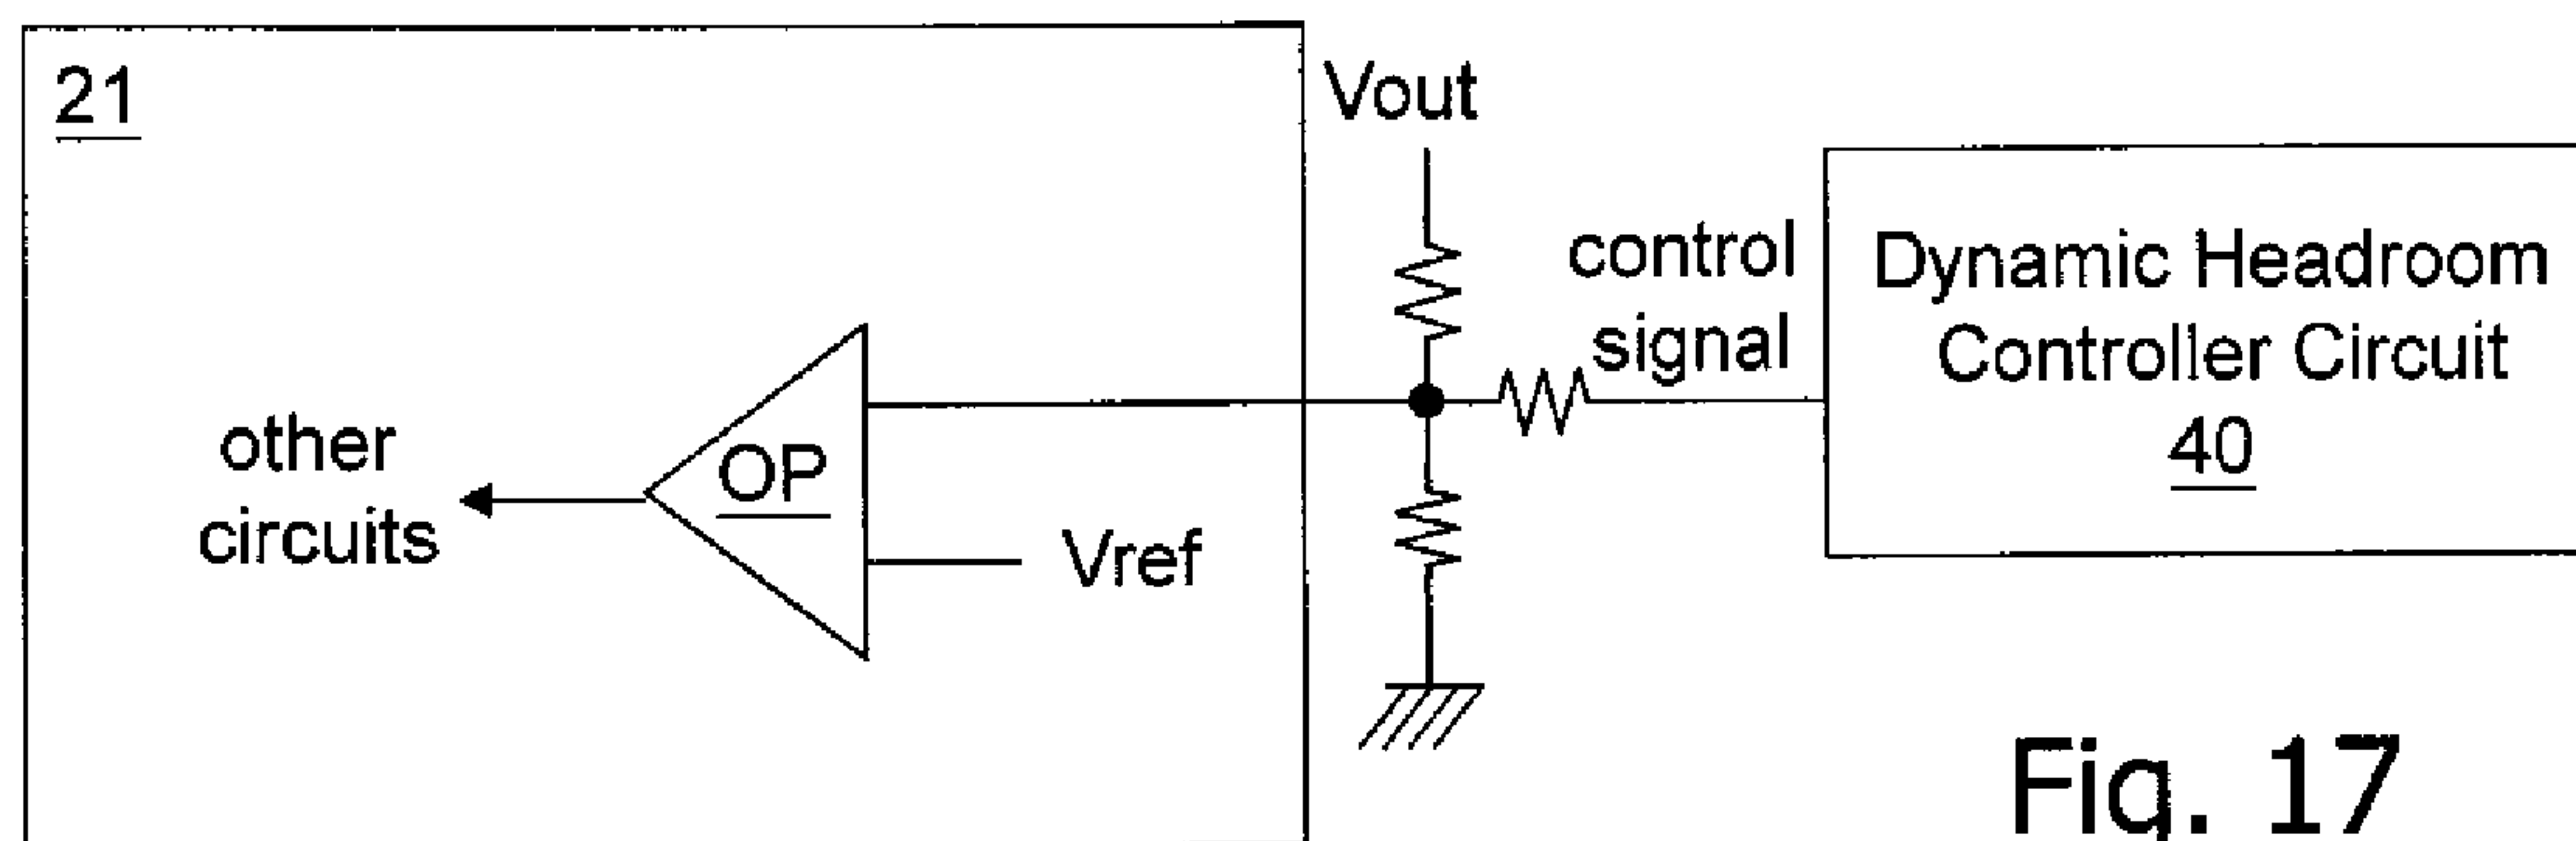 21
Vout
control
signal
Dynamic Headroom
Controller Circuit
40
other
circuits
OP
Vref
Fig. 17